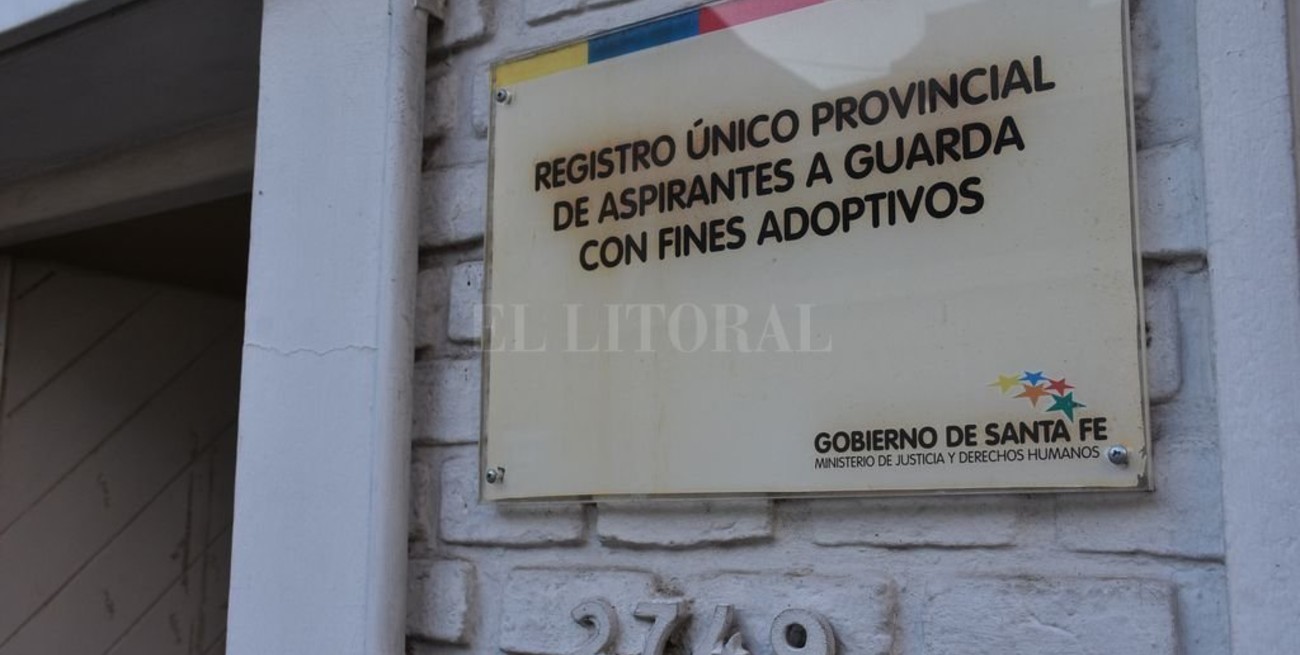 REGISTRO ÚNICO PROVINCIAL
DE ASPIRANTES A GUARDA
CON FINES ADOPTIVOS
EL LITORAL
GOBIERNO DE SANTA FE
MINISTERIO DE JUSTICIA Y DERECHOS HUMANOS
2749